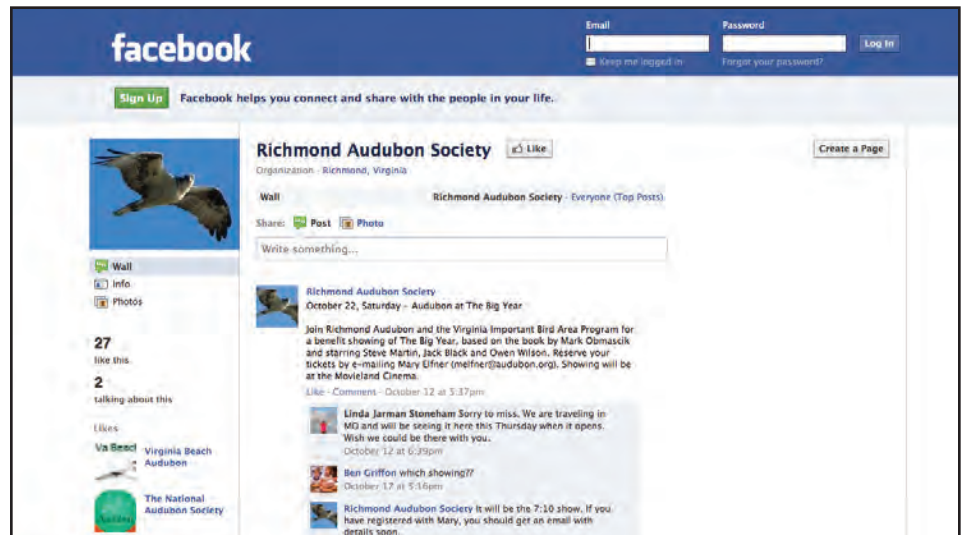 Email
Password
facebook
Log In
Keep me logged in
Forgot your password?
Sign Up
Facebook helps you connect and share with the people in your life.
Richmond Audubon Society
Like
Create a Page
Organization · Richmond, Virginia
Wall
Richmond Audubon Society · Everyone (Top Posts)
Share: Post Photo
Write something...
Wall
Info
Photos
27
like this
2
talking about this
Likes
Va Beach
Virginia Beach
Audubon
The National
Audubon Society
Richmond Audubon Society
October 22, Saturday - Audubon at The Big Year
Join Richmond Audubon and the Virginia Important Bird Area Program for
a benefit showing of The Big Year, based on the book by Mark Obmascik
and starring Steve Martin, Jack Black and Owen Wilson. Reserve your
tickets by e-mailing Mary Elfner (melfner@audubon.org). Showing will be
at the Movieland Cinema.
Like · Comment · October 12 at 5:37pm
Linda Jarman Stoneham Sorry to miss. We are traveling in
MD and will be seeing it here this Thursday when it opens.
Wish we could be there with you.
October 12 at 6:39pm
Ben Griffon which showing??
October 17 at 5:16pm
Richmond Audubon Society It will be the 7:10 show. If you
have registered with Mary, you should get an email with
details soon.